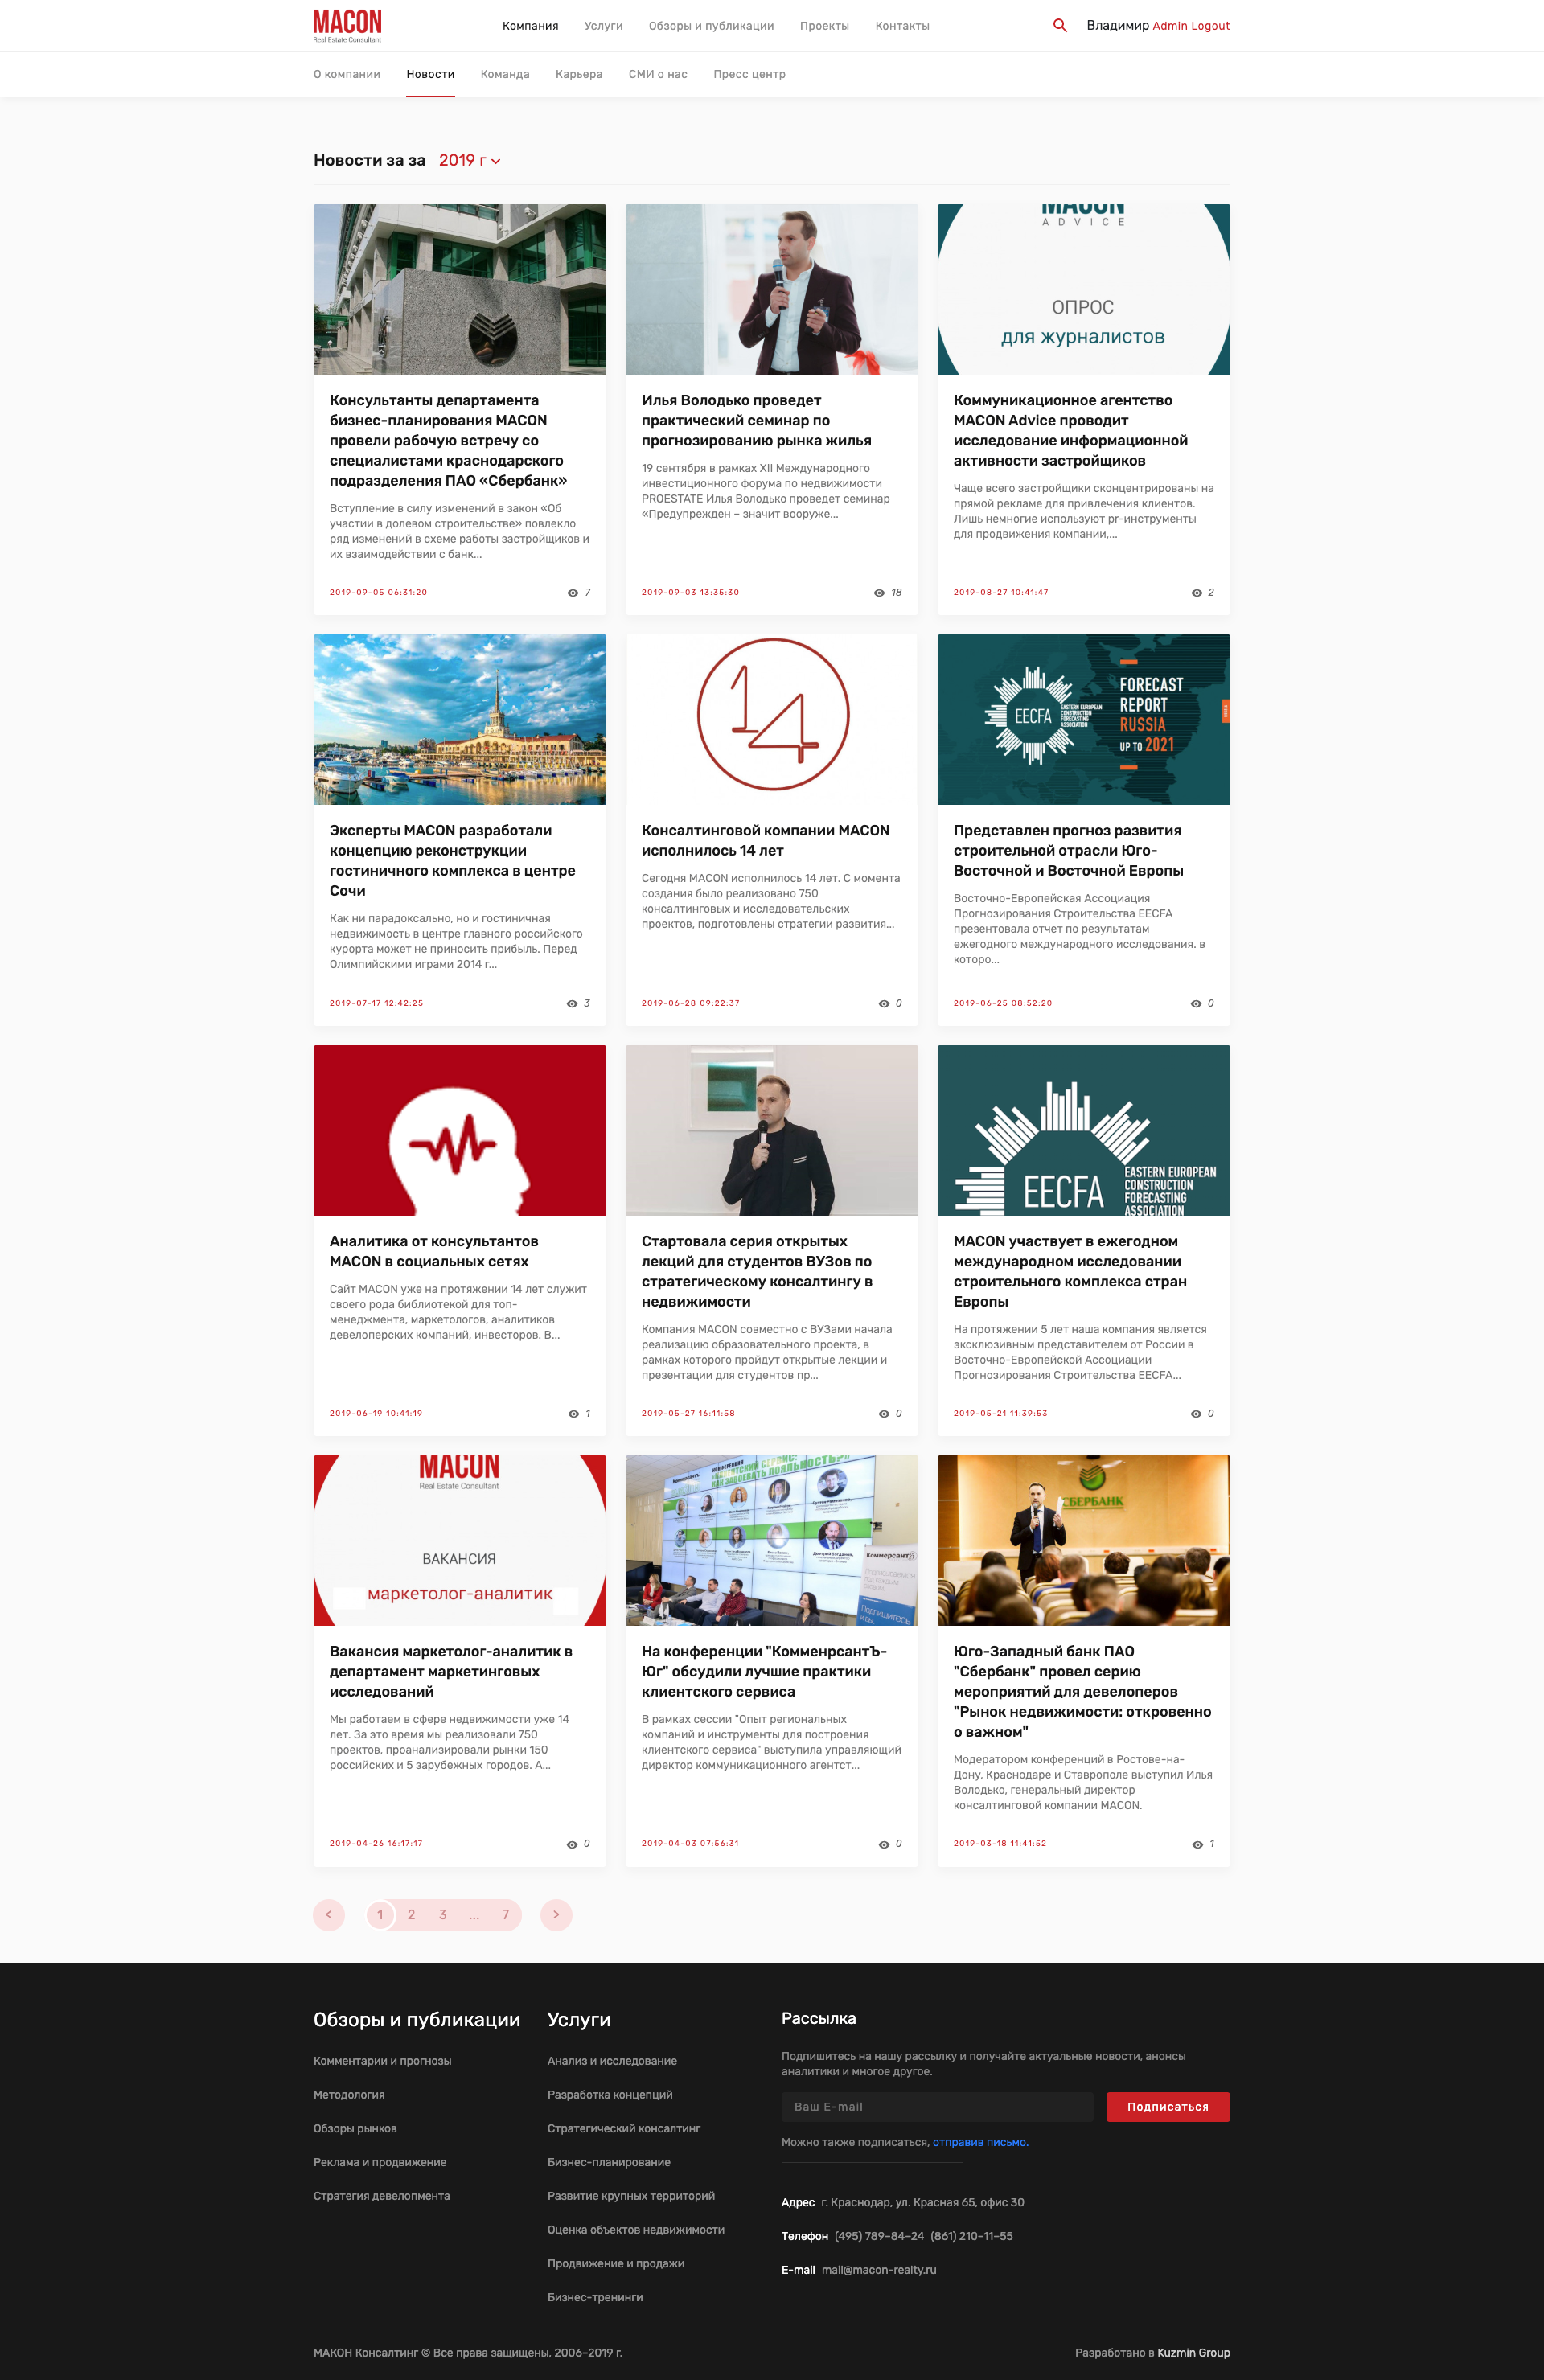 MACON
Real Estate Consultant
Компания Услуги Обзоры и публикации Проекты Контакты
Владимир Admin Logout
О компании Новости Команда Карьера СМИ о нас Пресс центр
Новости за за 2019 г
Консультанты департамента
бизнес-планирования MACON
провели рабочую встречу со
специалистами краснодарского
подразделения ПАО «Сбербанк»
Вступление в силу изменений в закон «Об
участии в долевом строительстве» повлекло
ряд изменений в схеме работы застройщиков и
их взаимодействии с банк...
2019-09-05 06:31:20 7
Илья Володько проведет
практический семинар по
прогнозированию рынка жилья
19 сентября в рамках XII Международного
инвестиционного форума по недвижимости
PROESTATE Илья Володько проведет семинар
«Предупрежден – значит вооруже...
2019-09-03 13:35:30 18
MACON
ADVICE
ОПРОС
для журналистов
Коммуникационное агентство
MACON Advice проводит
исследование информационной
активности застройщиков
Чаще всего застройщики сконцентрированы на
прямой рекламе для привлечения клиентов.
Лишь немногие используют pr-инструменты
для продвижения компании,...
2019-08-27 10:41:47 2
Эксперты MACON разработали
концепцию реконструкции
гостиничного комплекса в центре
Сочи
Как ни парадоксально, но и гостиничная
недвижимость в центре главного российского
курорта может не приносить прибыль. Перед
Олимпийскими играми 2014 г...
2019-07-17 12:42:25 3
14
Консалтинговой компании MACON
исполнилось 14 лет
Сегодня MACON исполнилось 14 лет. С момента
создания было реализовано 750
консалтинговых и исследовательских
проектов, подготовлены стратегии развития...
2019-06-28 09:22:37 0
EECFA
EASTERN EUROPEAN
CONSTRUCTION
FORECASTING
ASSOCIATION
FORECAST
REPORT
RUSSIA
UP TO 2021
Представлен прогноз развития
строительной отрасли Юго-
Восточной и Восточной Европы
Восточно-Европейская Ассоциация
Прогнозирования Строительства EECFA
презентовала отчет по результатам
ежегодного международного исследования. в
которо...
2019-06-25 08:52:20 0
Аналитика от консультантов
MACON в социальных сетях
Сайт MACON уже на протяжении 14 лет служит
своего рода библиотекой для топ-
менеджмента, маркетологов, аналитиков
девелоперских компаний, инвесторов. В...
2019-06-19 10:41:19 1
Стартовала серия открытых
лекций для студентов ВУЗов по
стратегическому консалтингу в
недвижимости
Компания MACON совместно с ВУЗами начала
реализацию образовательного проекта, в
рамках которого пройдут открытые лекции и
презентации для студентов пр...
2019-05-27 16:11:58 0
EECFA
EASTERN EUROPEAN
CONSTRUCTION
FORECASTING
ASSOCIATION
MACON участвует в ежегодном
международном исследовании
строительного комплекса стран
Европы
На протяжении 5 лет наша компания является
эксклюзивным представителем от России в
Восточно-Европейской Ассоциации
Прогнозирования Строительства EECFA...
2019-05-21 11:39:53 0
MACON
Real Estate Consultant
ВАКАНСИЯ
маркетолог-аналитик
Вакансия маркетолог-аналитик в
департамент маркетинговых
исследований
Мы работаем в сфере недвижимости уже 14
лет. За это время мы реализовали 750
проектов, проанализировали рынки 150
российских и 5 зарубежных городов. А...
2019-04-26 16:17:17 0
Коммерсантъ
На конференции "КомменрсантЪ-
Юг" обсудили лучшие практики
клиентского сервиса
В рамках сессии "Опыт региональных
компаний и инструменты для построения
клиентского сервиса" выступила управляющий
директор коммуникационного агентст...
2019-04-03 07:56:31 0
СБЕРБАНК
Юго-Западный банк ПАО
"Сбербанк" провел серию
мероприятий для девелоперов
"Рынок недвижимости: откровенно
о важном"
Модератором конференций в Ростове-на-
Дону, Краснодаре и Ставрополе выступил Илья
Володько, генеральный директор
консалтинговой компании MACON.
2019-03-18 11:41:52 1
< 1 2 3 ... 7 >
Обзоры и публикации
Комментарии и прогнозы
Методология
Обзоры рынков
Реклама и продвижение
Стратегия девелопмента
Услуги
Анализ и исследование
Разработка концепций
Стратегический консалтинг
Бизнес-планирование
Развитие крупных территорий
Оценка объектов недвижимости
Продвижение и продажи
Бизнес-тренинги
Рассылка
Подпишитесь на нашу рассылку и получайте актуальные новости, анонсы
аналитики и многое другое.
Ваш E-mail Подписаться
Можно также подписаться, отправив письмо.
Адрес г. Краснодар, ул. Красная 65, офис 30
Телефон (495) 789–84–24 (861) 210–11–55
E-mail mail@macon-realty.ru
МАКОН Консалтинг © Все права защищены, 2006–2019 г.
Разработано в Kuzmin Group